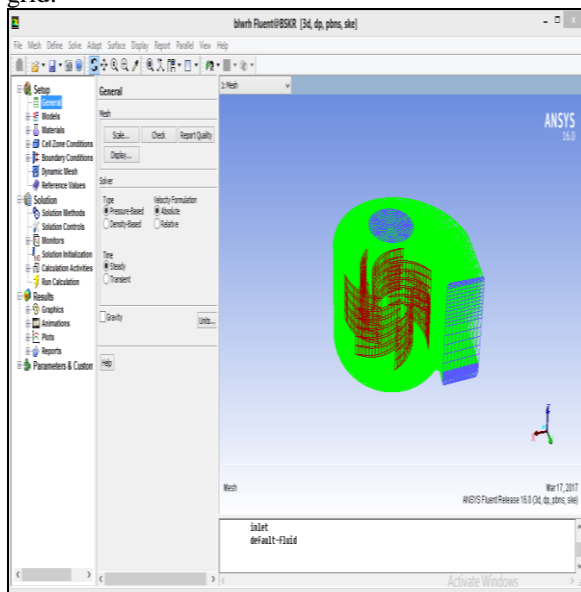 grid.
blwrh Fluent@BSKR [3d, dp, pbns, ske]
File Mesh Define Solve Adapt Surface Display Report Parallel View Help
Setup
General
Models
Materials
Cell Zone Conditions
Boundary Conditions
Dynamic Mesh
Reference Values
Solution
Solution Methods
Solution Controls
Monitors
Solution Initialization
Calculation Activities
Run Calculation
Results
Graphics
Animations
Plots
Reports
Parameters & Custom
General
Mesh
Scale... Check Report Quality
Display...
Solver
Type Velocity Formulation
Pressure-Based Absolute
Density-Based Relative
Time
Steady
Transient
Gravity Units...
Help
1: Mesh
ANSYS
16.0
Mesh Mar 17, 2017
ANSYS Fluent Release 16.0 (3d, dp, pbns, ske)
inlet
default-fluid
Activate Windows